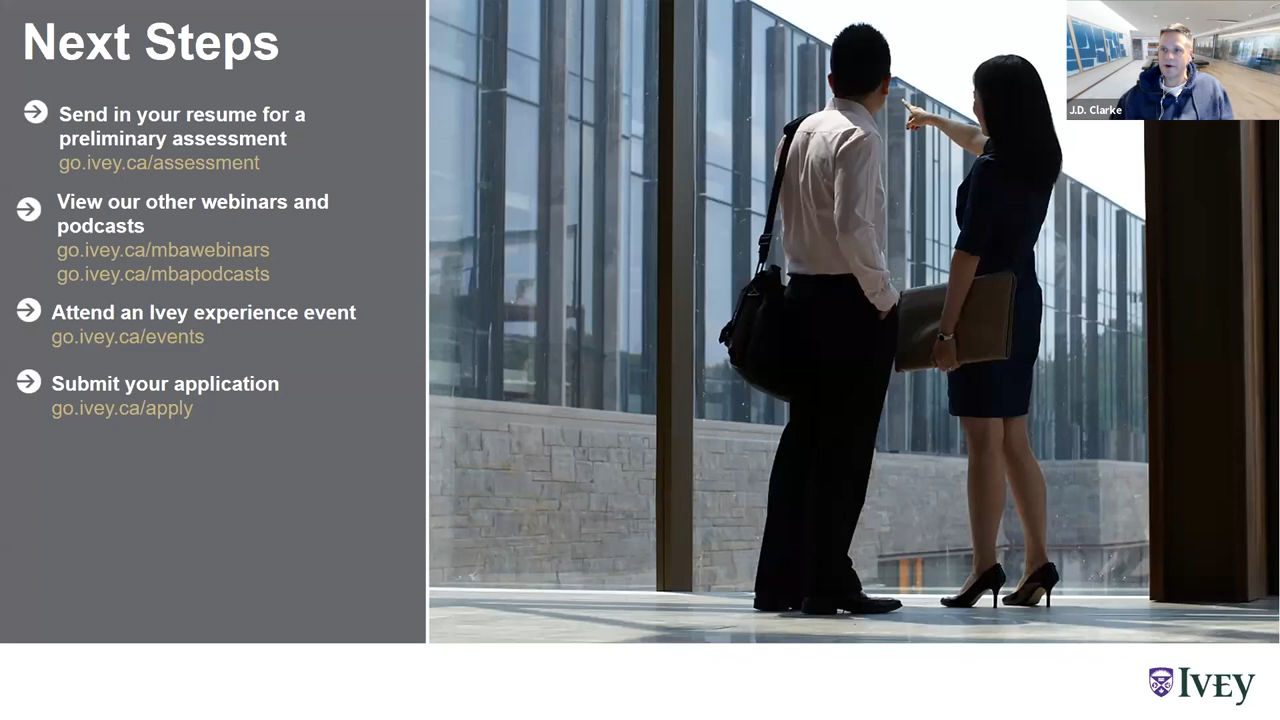 Next Steps
Send in your resume for a
preliminary assessment
go.ivey.ca/assessment
View our other webinars and
podcasts
go.ivey.ca/mbawebinars
go.ivey.ca/mbapodcasts
Attend an Ivey experience event
go.ivey.ca/events
Submit your application
go.ivey.ca/apply
J.D. Clarke
IVEY